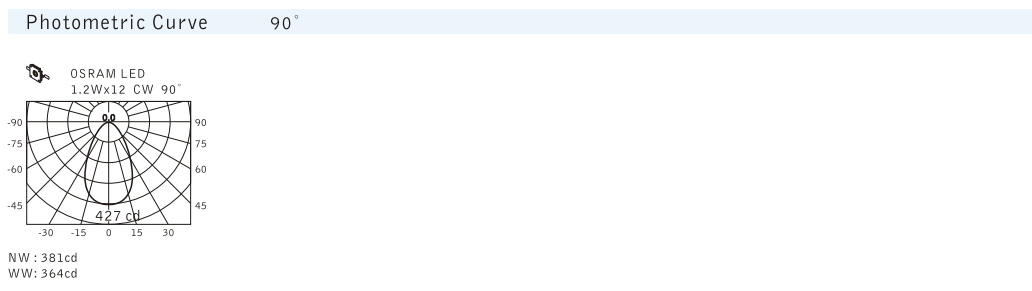 Photometric Curve 90°
OSRAM LED
1.2Wx12 CW 90°
0.0
-90 90
-75 75
-60 60
-45 45
427 cd
-30 -15 0 15 30
NW : 381cd
WW: 364cd